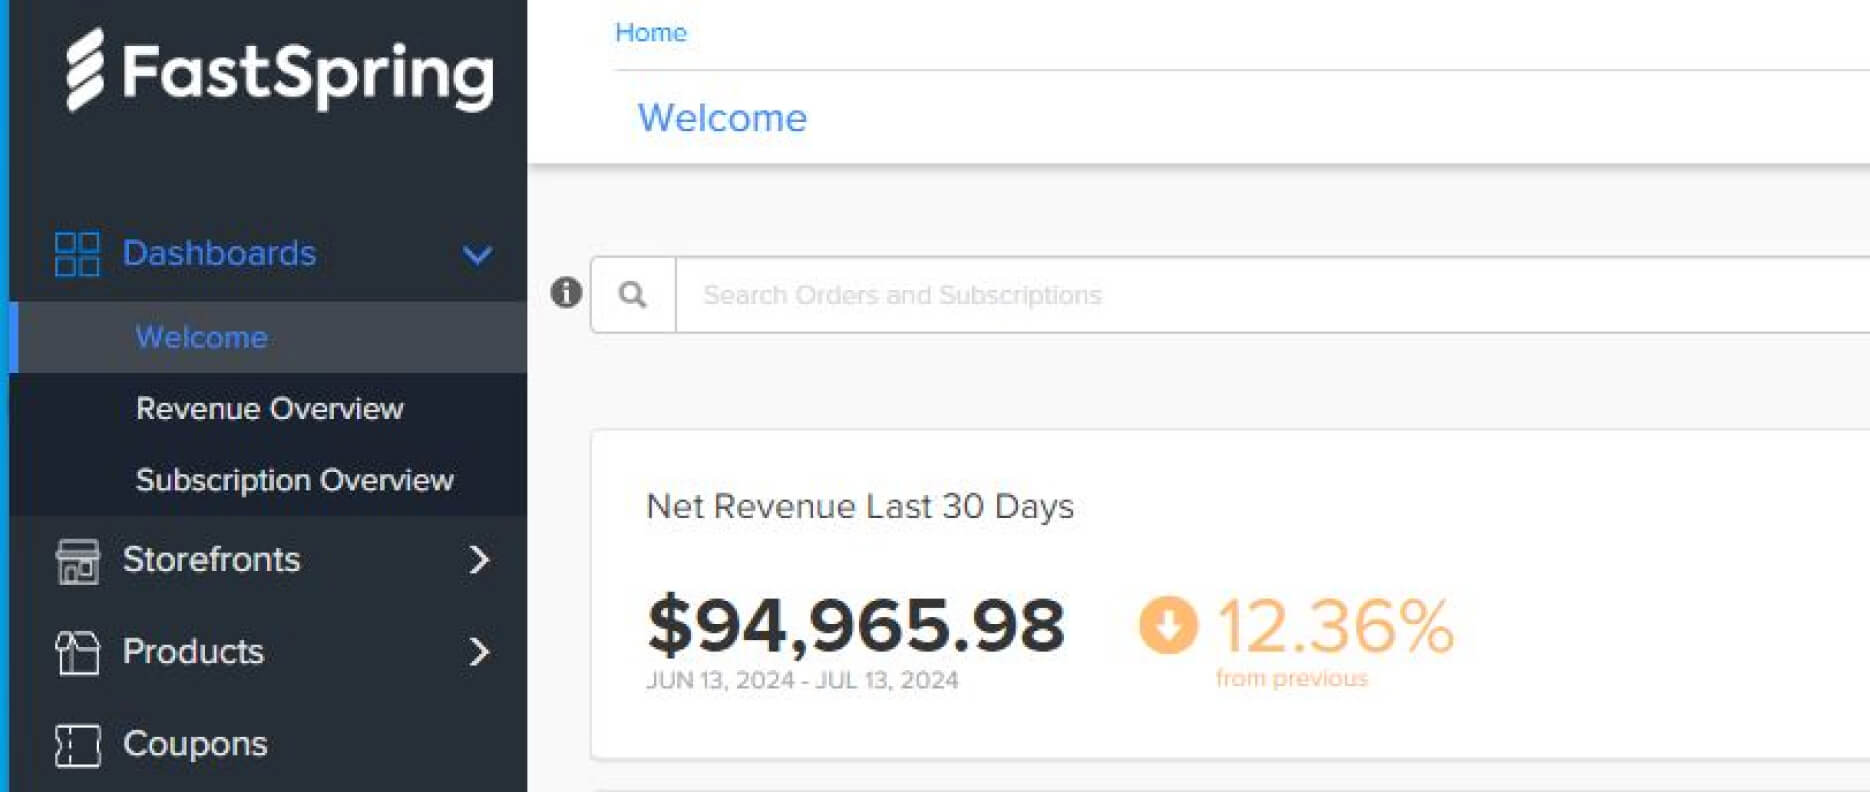 FastSpring
Dashboards
Welcome
Revenue Overview
Subscription Overview
Storefronts
Products
Coupons
Home
Welcome
Search Orders and Subscriptions
Net Revenue Last 30 Days
$94,965.98
JUN 13, 2024 - JUL 13, 2024
12.36%
from previous